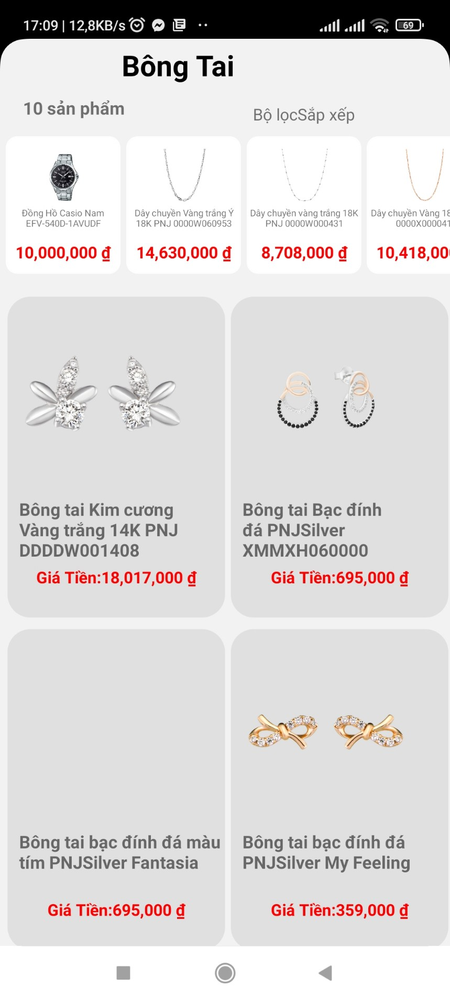 17:09 | 12,8KB/s
69
Bông Tai
10 sản phẩm
Bộ lọcSắp xếp
Đồng Hồ Casio Nam
EFV-540D-1AVUDF
10,000,000 ₫
Dây chuyền Vàng trắng Ý
18K PNJ 0000W060953
14,630,000 ₫
Dây chuyền vàng trắng 18K
PNJ 0000W000431
8,708,000 ₫
Dây chuyền Vàng 18
0000X000041
10,418,00
Bông tai Kim cương
Vàng trắng 14K PNJ
DDDDW001408
Giá Tiền:18,017,000 ₫
Bông tai Bạc đính
đá PNJSilver
XMMXH060000
Giá Tiền:695,000 ₫
Bông tai bạc đính đá màu
tím PNJSilver Fantasia
Giá Tiền:695,000 ₫
Bông tai bạc đính đá
PNJSilver My Feeling
Giá Tiền:359,000 ₫